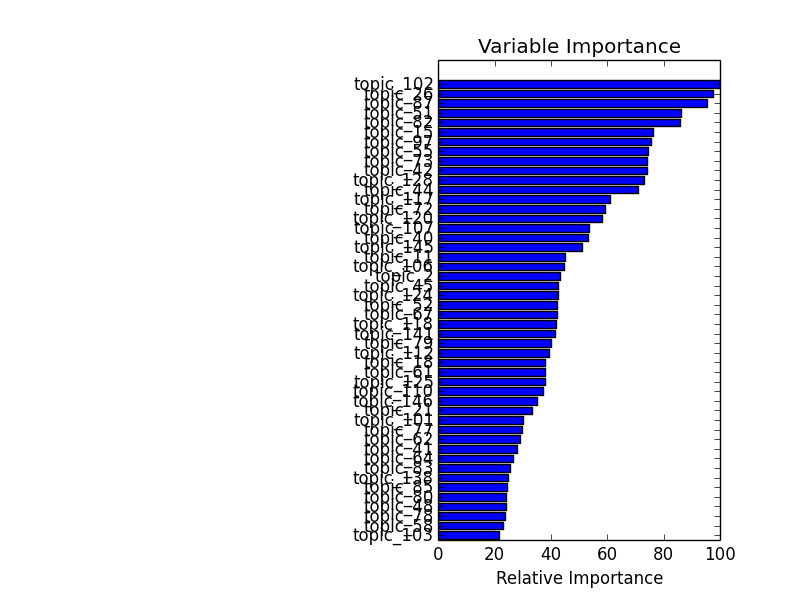 Variable Importance
topic_102
topic_26
topic_87
topic_51
topic_82
topic_15
topic_97
topic_55
topic_73
topic_42
topic_128
topic_44
topic_117
topic_72
topic_120
topic_107
topic_40
topic_145
topic_11
topic_106
topic_2
topic_45
topic_124
topic_52
topic_67
topic_118
topic_141
topic_79
topic_112
topic_18
topic_61
topic_125
topic_110
topic_146
topic_21
topic_101
topic_77
topic_62
topic_41
topic_64
topic_83
topic_138
topic_85
topic_80
topic_48
topic_78
topic_58
topic_103
0 20 40 60 80 100
Relative Importance